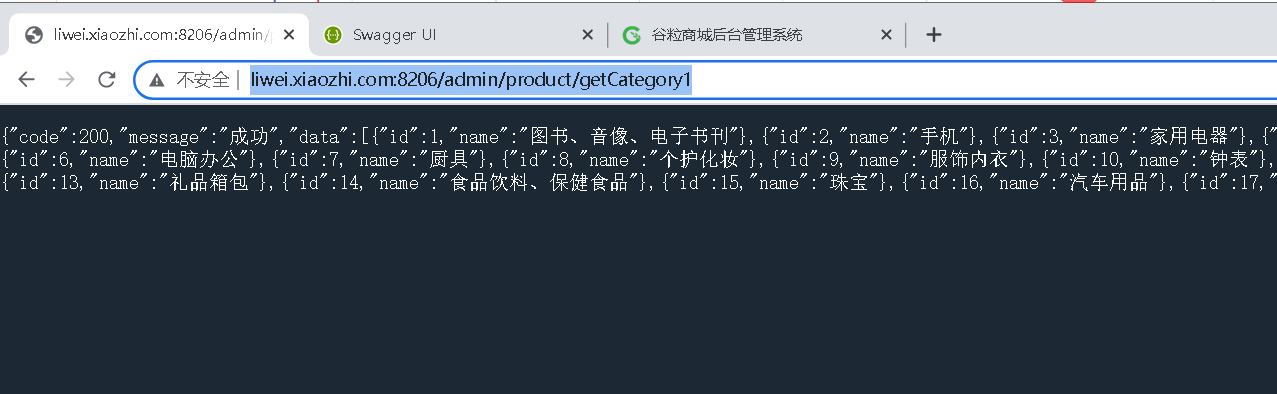 liwei.xiaozhi.com:8206/admin/p
Swagger UI
谷粒商城后台管理系统
不安全 | liwei.xiaozhi.com:8206/admin/product/getCategory1
{"code":200,"message":"成功","data":[{"id":1,"name":"图书、音像、电子书刊"},{"id":2,"name":"手机"},{"id":3,"name":"家用电器"},{"
{"id":6,"name":"电脑办公"},{"id":7,"name":"厨具"},{"id":8,"name":"个护化妆"},{"id":9,"name":"服饰内衣"},{"id":10,"name":"钟表"},
{"id":13,"name":"礼品箱包"},{"id":14,"name":"食品饮料、保健食品"},{"id":15,"name":"珠宝"},{"id":16,"name":"汽车用品"},{"id":17,"